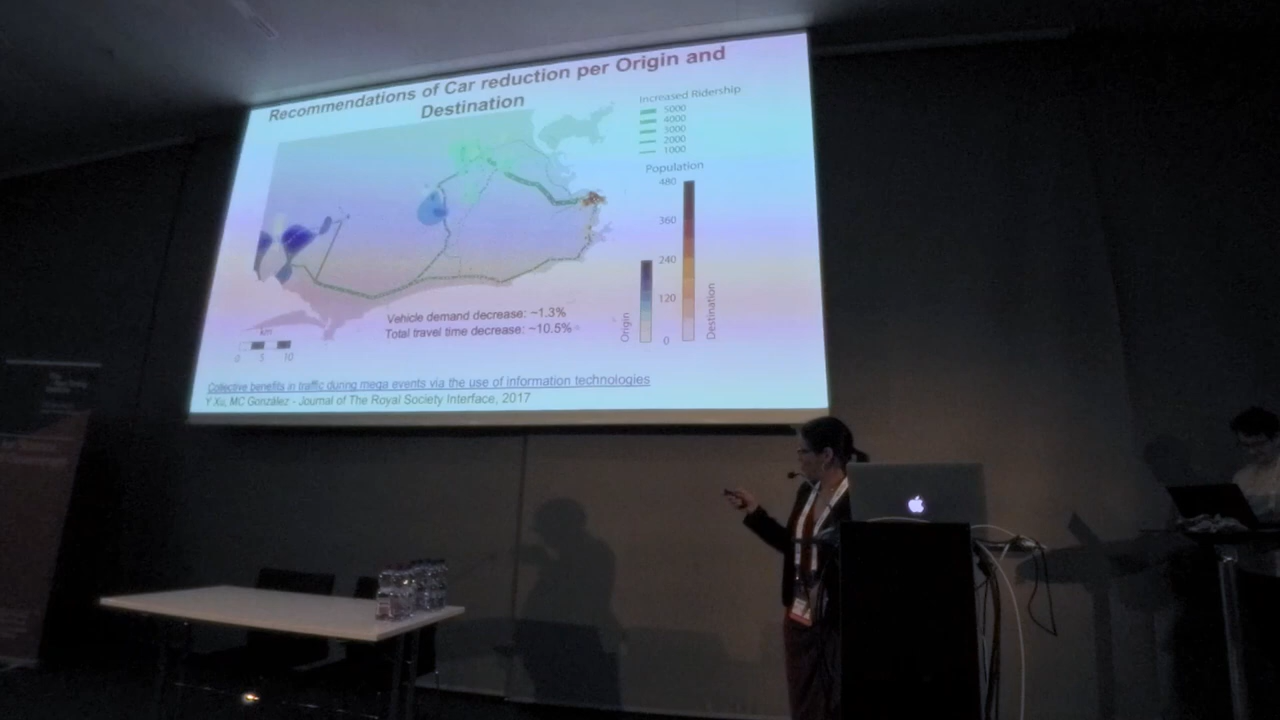 Recommendations of Car reduction per Origin and
Destination
Increased Ridership
5000
4000
3000
2000
1000
Population
480
360
240
120
0
Origin
Destination
Vehicle demand decrease: ~1.3%
Total travel time decrease: ~10.5%
km
0 5 10
Collective benefits in traffic during mega events via the use of information technologies
Y Xu, MC González - Journal of The Royal Society Interface, 2017